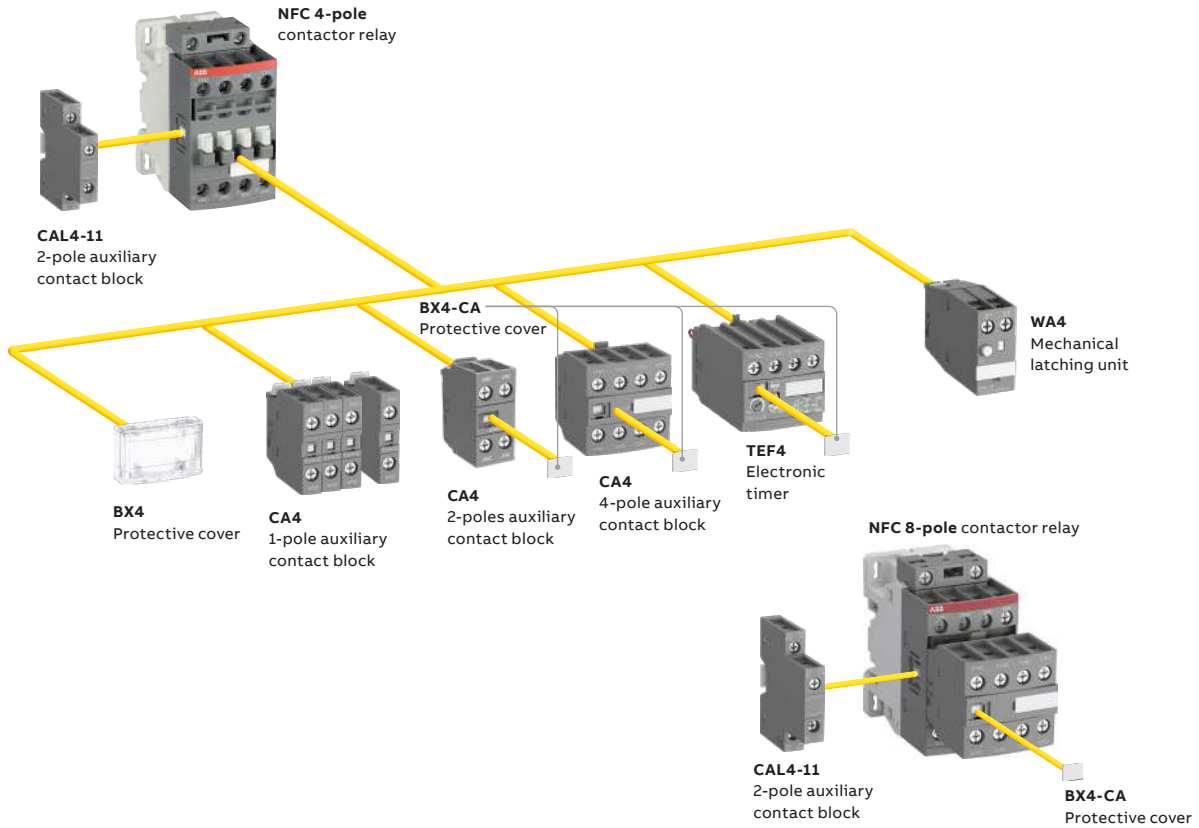 NFC 4-pole
contactor relay
ABB
CAL4-11
2-pole auxiliary
contact block
BX4-CA
Protective cover
WA4
Mechanical
latching unit
BX4
Protective cover
CA4
1-pole auxiliary
contact block
CA4
2-poles auxiliary
contact block
CA4
4-pole auxiliary
contact block
TEF4
Electronic
timer
NFC 8-pole contactor relay
ABB
CAL4-11
2-pole auxiliary
contact block
BX4-CA
Protective cover